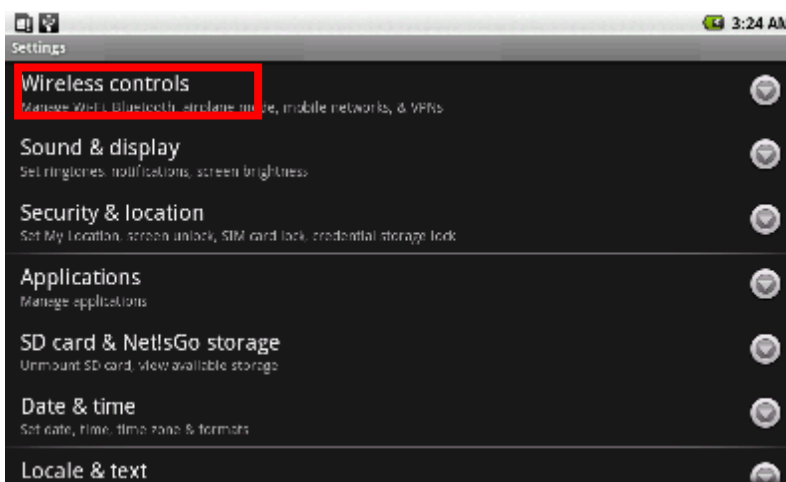 3:24 AM
Settings
Wireless controls
Manage Wi-Fi, Bluetooth, airplane mode, mobile networks, & VPNs
Sound & display
Set ringtones, notifications, screen brightness
Security & location
Set My Location, screen unlock, SIM card lock, credential storage lock
Applications
Manage applications
SD card & Net!sGo storage
Unmount SD card, view available storage
Date & time
Set date, time, time zone & formats
Locale & text